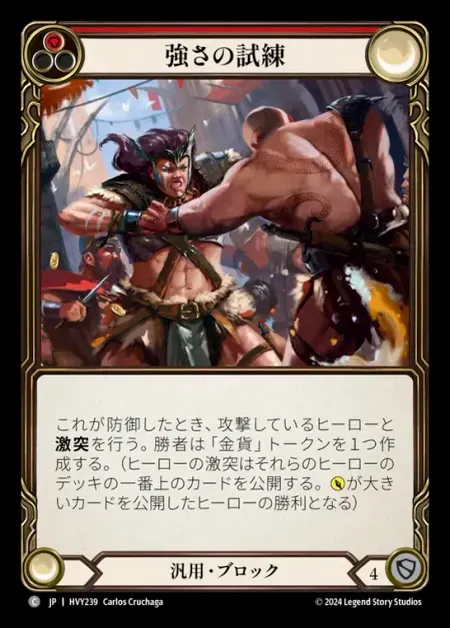 強さの試練
これが防御したとき、攻撃しているヒーローと
激突を行う。勝者は「金貨」トークンを1つ作
成する。（ヒーローの激突はそれらのヒーローの
デッキの一番上のカードを公開する。が大き
いカードを公開したヒーローの勝利となる）
汎用・ブロック
4
C JP | HVY239 Carlos Cruchaga
© 2024 Legend Story Studios